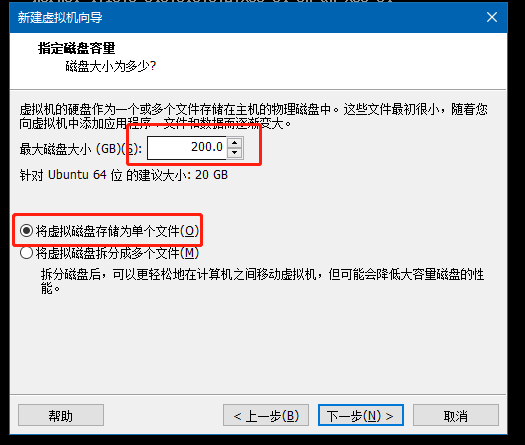 新建虚拟机向导
指定磁盘容量
磁盘大小为多少?
虚拟机的硬盘作为一个或多个文件存储在主机的物理磁盘中。这些文件最初很小，随着您
向虚拟机中添加应用程序、文件和数据而逐渐变大。
最大磁盘大小 (GB)(S): 200.0
针对 Ubuntu 64 位 的建议大小: 20 GB
将虚拟磁盘存储为单个文件(O)
将虚拟磁盘拆分成多个文件(M)
拆分磁盘后，可以更轻松地在计算机之间移动虚拟机，但可能会降低大容量磁盘的性
能。
帮助 < 上一步(B) 下一步(N) > 取消